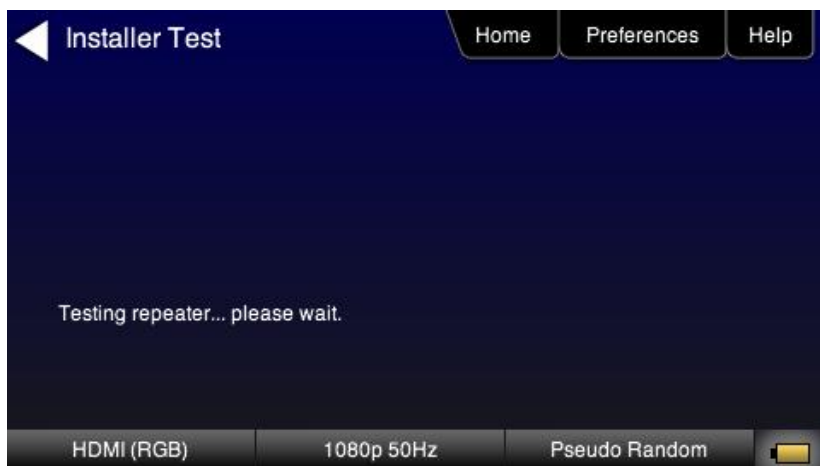 Installer Test
Home
Preferences
Help
Testing repeater... please wait.
HDMI (RGB)
1080p 50Hz
Pseudo Random